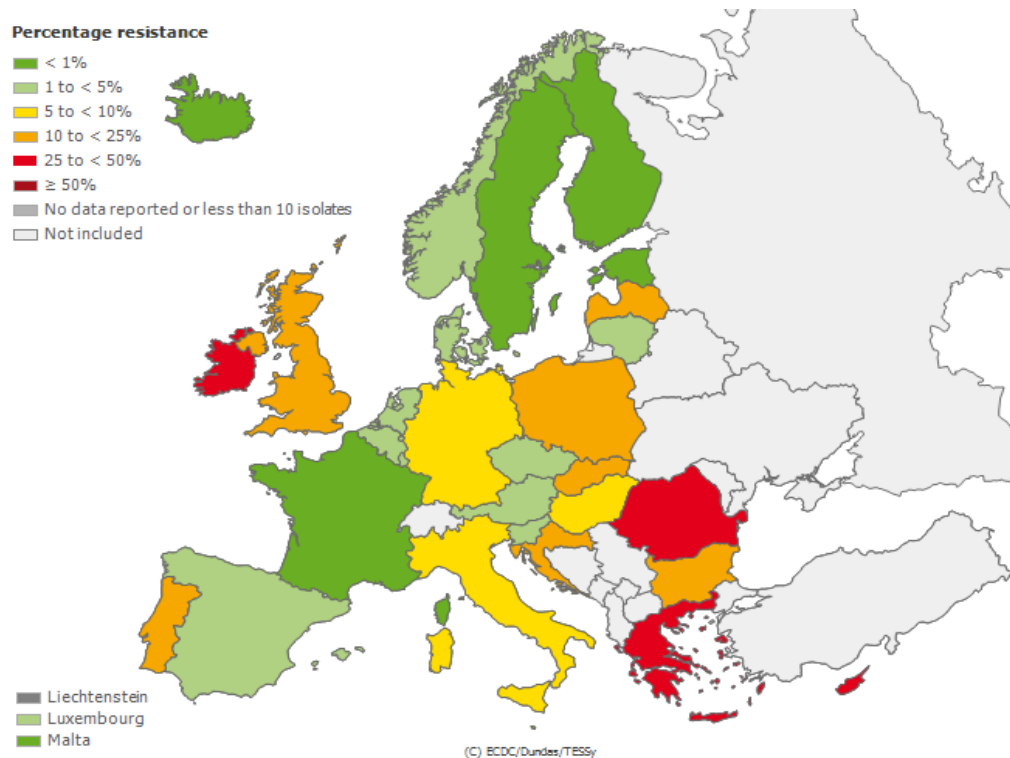 Percentage resistance
< 1%
1 to < 5%
5 to < 10%
10 to < 25%
25 to < 50%
≥ 50%
No data reported or less than 10 isolates
Not included
Liechtenstein
Luxembourg
Malta
(C) ECDC/Dundas/TESSy